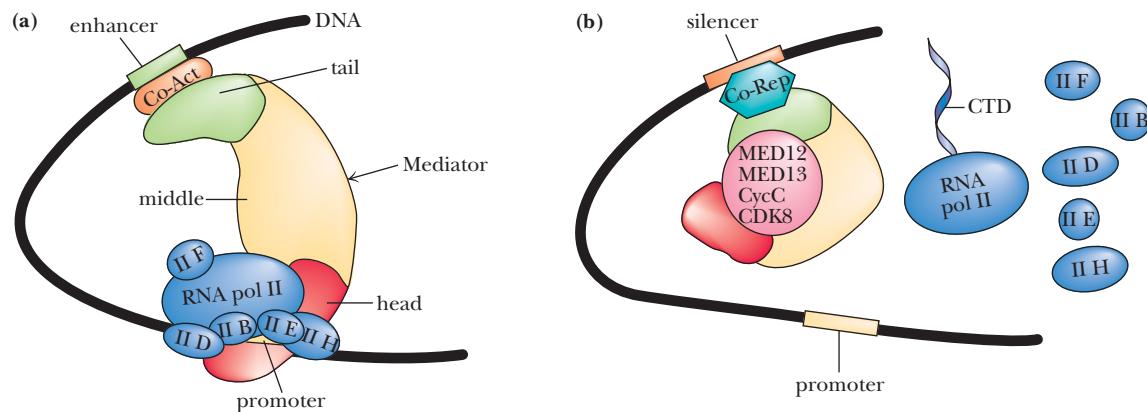 (a)
enhancer
DNA
Co-Act
tail
Mediator
middle
II F
RNA pol II
head
II D
II B
II E
II H
promoter
(b)
silencer
Co-Rep
MED12
MED13
CycC
CDK8
CTD
RNA
pol II
II F
II B
II D
II E
II H
promoter